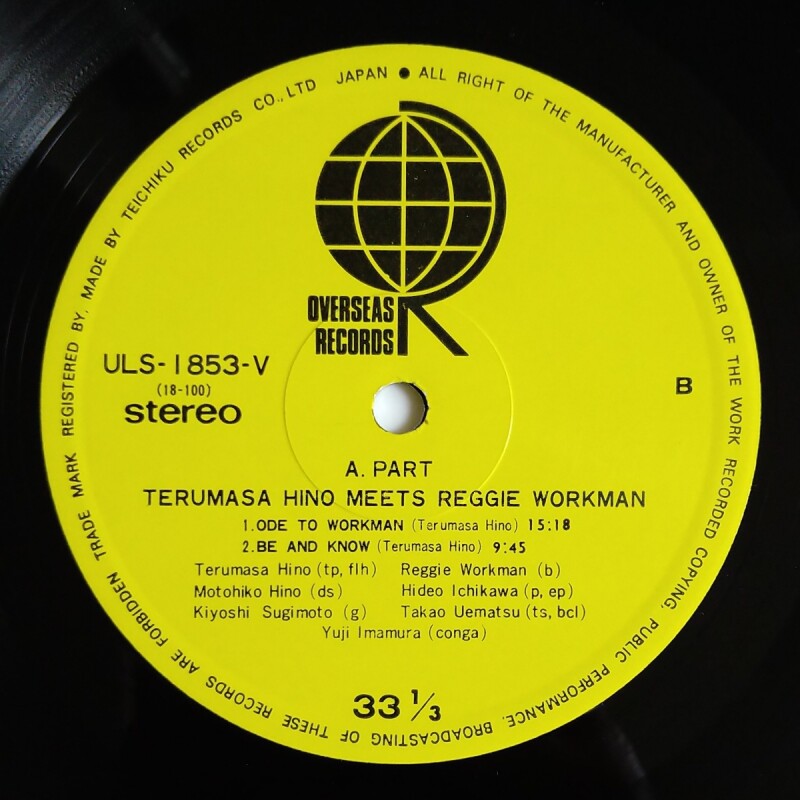 TRADE MARK REGISTERED BY, MADE BY TEICHIKU RECORDS CO., LTD JAPAN ● ALL RIGHT OF THE MANUFACTURER AND OWNER OF THE WORK RECORDED COPYING, PUBLIC PERFORMANCE, BROADCASTING OF THESE RECORDS ARE FORBIDDEN
OVERSEAS
RECORDS
ULS-1853-V
(18-100)
stereo
B
A. PART
TERUMASA HINO MEETS REGGIE WORKMAN
1.ODE TO WORKMAN (Terumasa Hino) 15:18
2.BE AND KNOW (Terumasa Hino) 9:45
Terumasa Hino (tp, flh) Reggie Workman (b)
Motohiko Hino (ds) Hideo Ichikawa (p, ep)
Kiyoshi Sugimoto (g) Takao Uematsu (ts, bcl)
Yuji Imamura (conga)
33 1/3